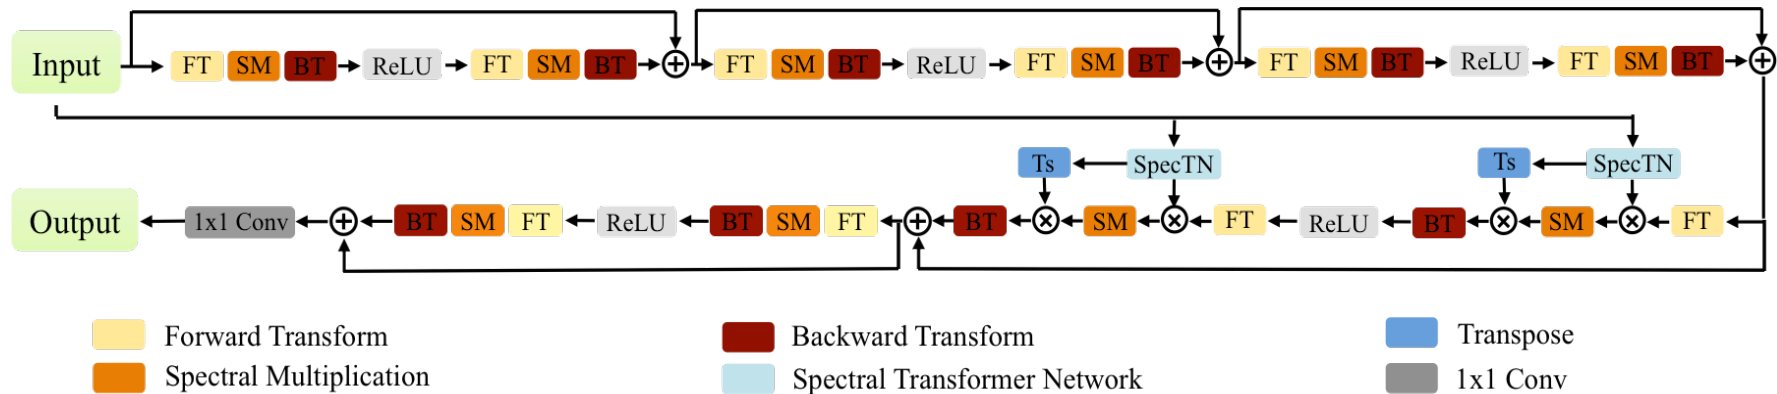 Input FT SM BT ReLU FT SM BT + FT SM BT ReLU FT SM BT + FT SM BT ReLU FT SM BT +
Ts SpecTN Ts SpecTN
Output 1x1 Conv + BT SM FT ReLU BT SM FT + BT × SM × FT ReLU BT × SM × FT
Forward Transform Backward Transform Transpose
Spectral Multiplication Spectral Transformer Network 1x1 Conv